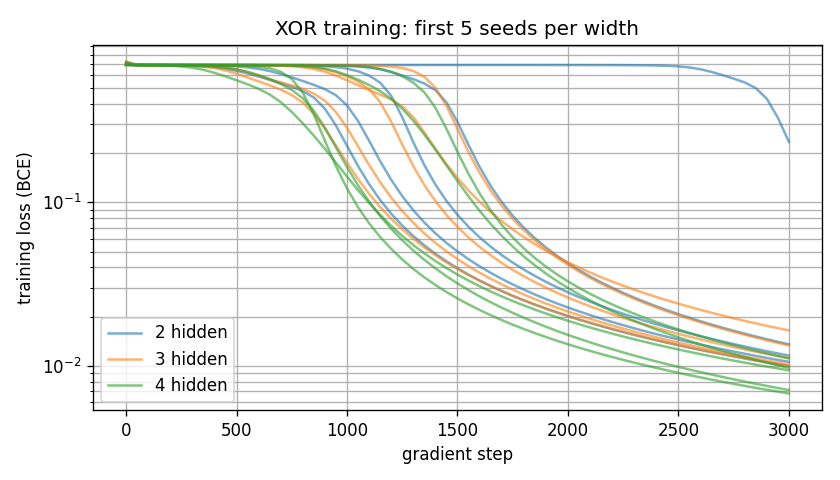 XOR training: first 5 seeds per width
training loss (BCE)
10⁻¹
10⁻²
2 hidden
3 hidden
4 hidden
0 500 1000 1500 2000 2500 3000
gradient step